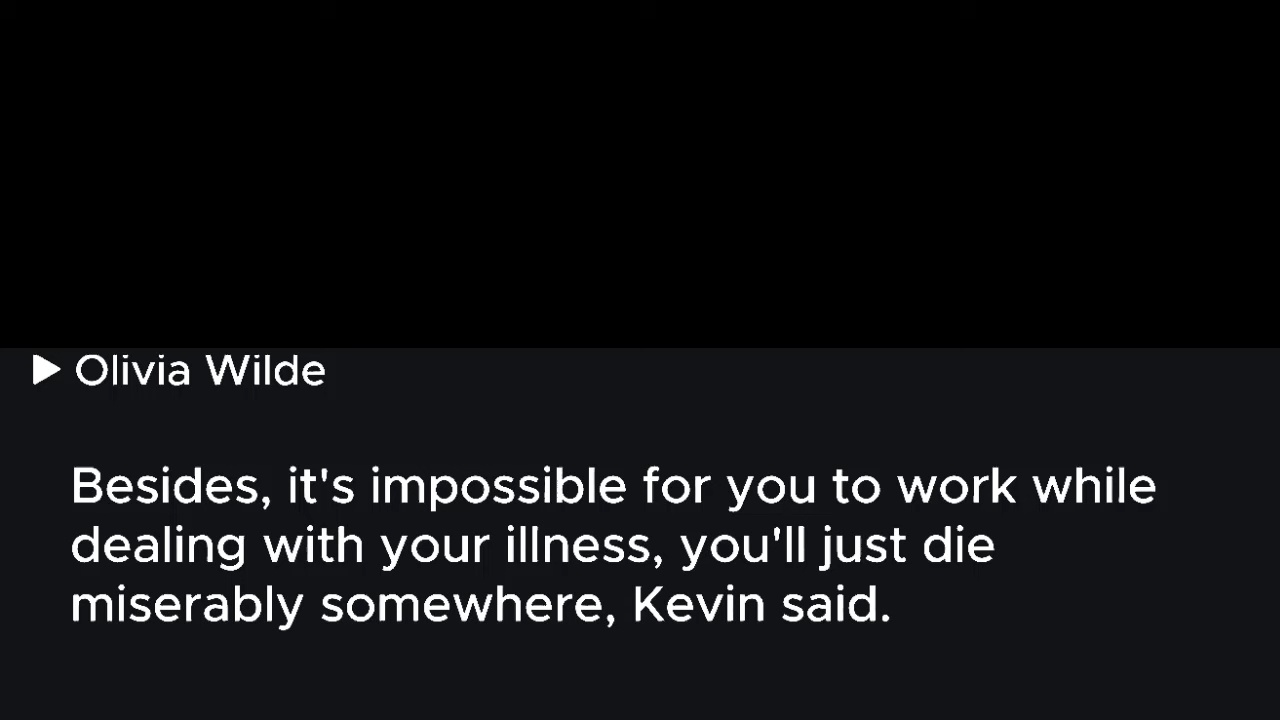 ▶ Olivia Wilde
Besides, it's impossible for you to work while
dealing with your illness, you'll just die
miserably somewhere, Kevin said.